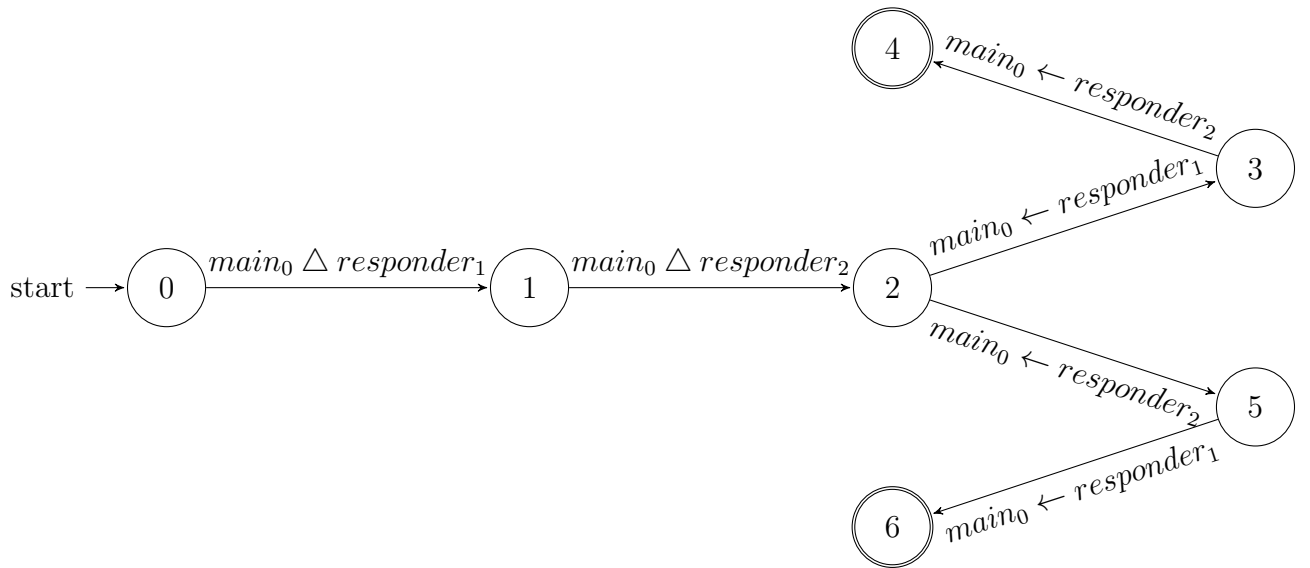 4
main₀ ← responder₂
3
main₀ ← responder₁
start
0
main₀ △ responder₁
1
main₀ △ responder₂
2
main₀ ← responder₂
5
main₀ ← responder₁
6